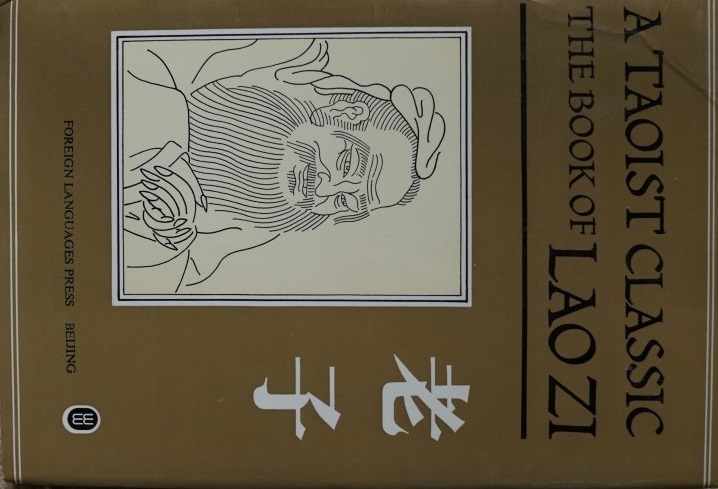 A TAOIST CLASSIC
THE BOOK OF LAO ZI
老子
FOREIGN LANGUAGES PRESS BEIJING